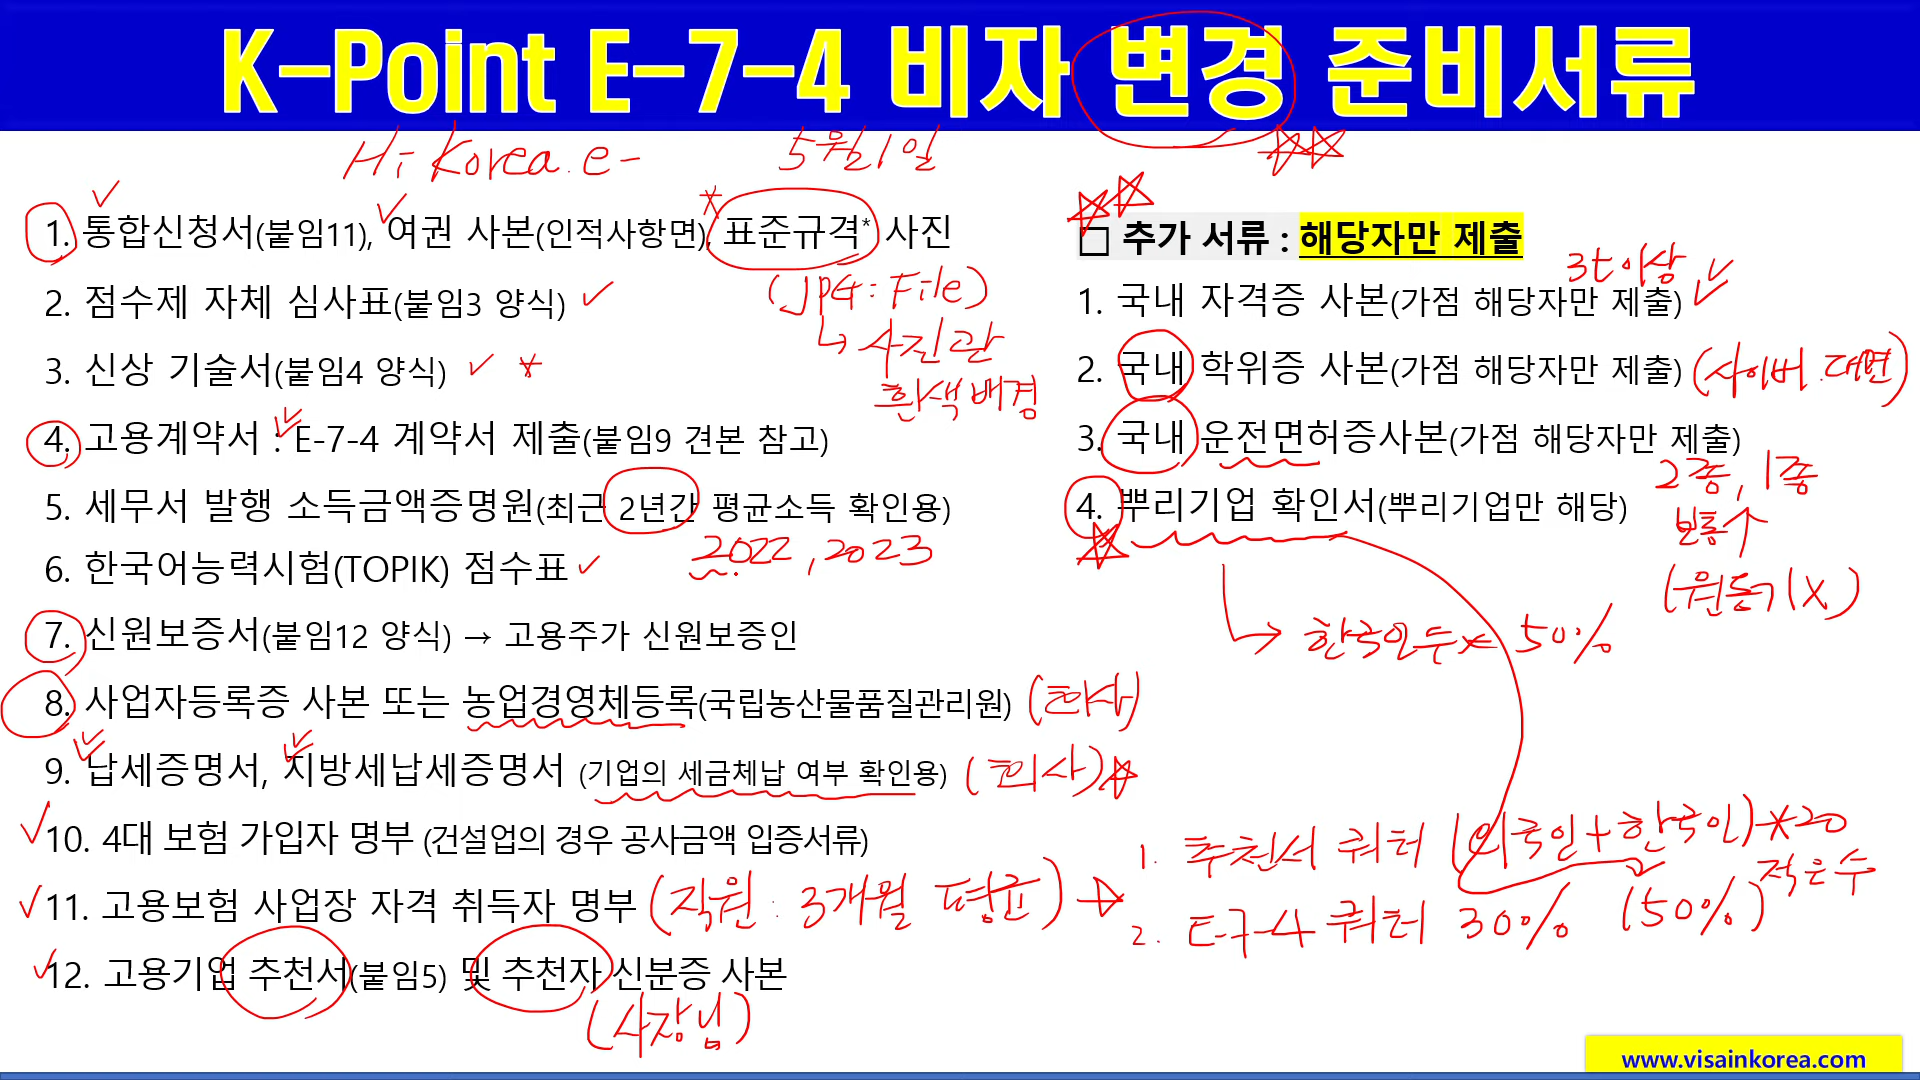 K-Point E-7-4 비자 변경 준비서류
Hi Korea.e-
5월1일
1. 통합신청서(붙임11), 여권 사본(인적사항면), 표준규격* 사진
(JPG: File)
사진관
흰색배경
2. 점수제 자체 심사표(붙임3 양식)
3. 신상 기술서(붙임4 양식)
4. 고용계약서 : E-7-4 계약서 제출(붙임9 견본 참고)
5. 세무서 발행 소득금액증명원(최근 2년간 평균소득 확인용)
2022, 2023
6. 한국어능력시험(TOPIK) 점수표
7. 신원보증서(붙임12 양식) → 고용주가 신원보증인
8. 사업자등록증 사본 또는 농업경영체등록(국립농산물품질관리원) (회사)
9. 납세증명서, 지방세납세증명서 (기업의 세금체납 여부 확인용) (회사)
10. 4대 보험 가입자 명부 (건설업의 경우 공사금액 입증서류)
11. 고용보험 사업장 자격 취득자 명부 (직원 : 3개월 평균)
12. 고용기업 추천서(붙임5) 및 추천자 신분증 사본
(사장님)
□ 추가 서류 : 해당자만 제출
3t이상
1. 국내 자격증 사본(가점 해당자만 제출)
2. 국내 학위증 사본(가점 해당자만 제출) (사이버.대면)
3. 국내 운전면허증사본(가점 해당자만 제출)
2종, 1종
보통
(원동기X)
4. 뿌리기업 확인서(뿌리기업만 해당)
→ 한국인수* 50%
1. 추천서 쿼터 (외국인+한국인)*20
적은수
2. E-7-4 쿼터 30% (50%)
www.visainkorea.com